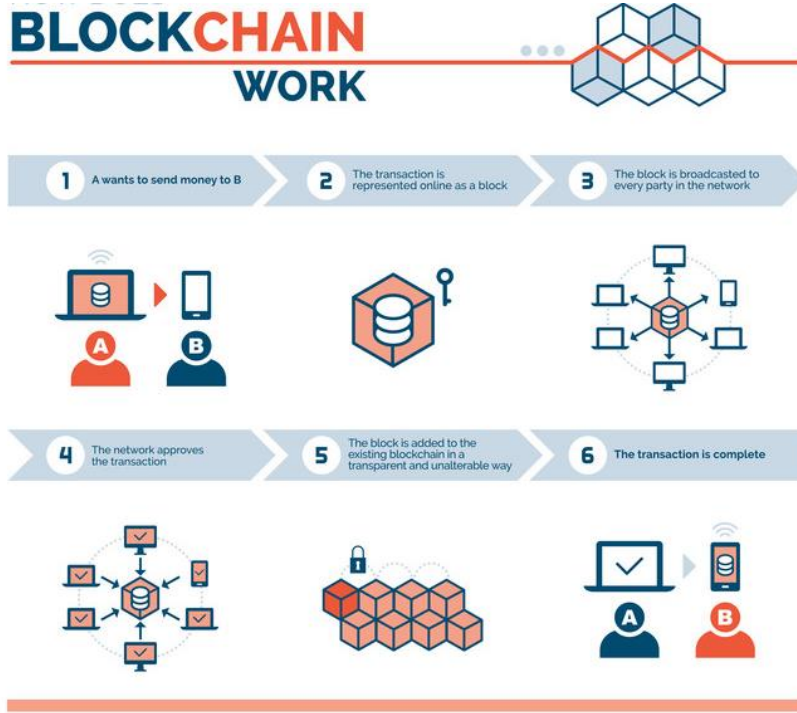 BLOCKCHAIN
WORK
1 A wants to send money to B
2 The transaction is
represented online as a block
3 The block is broadcasted to
every party in the network
A
B
4 The network approves
the transaction
5 The block is added to the
existing blockchain in a
transparent and unalterable way
6 The transaction is complete
A
B